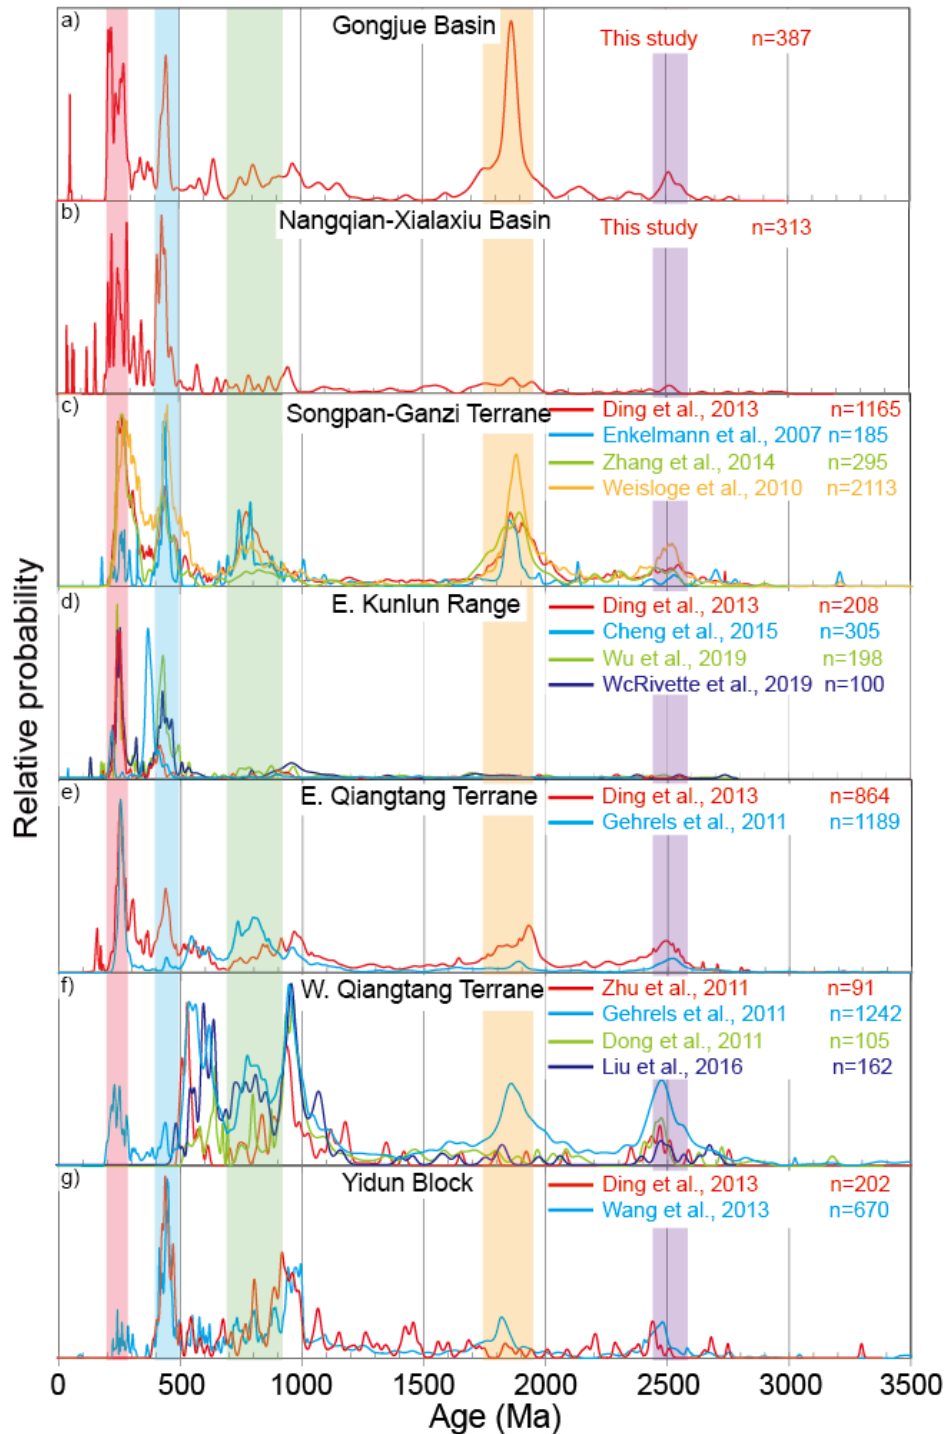 a)
Gongjue Basin
This study n=387
b)
Nangqian-Xialaxiu Basin
This study n=313
c)
Songpan-Ganzi Terrane
Ding et al., 2013 n=1165
Enkelmann et al., 2007 n=185
Zhang et al., 2014 n=295
Weisloge et al., 2010 n=2113
d)
E. Kunlun Range
Ding et al., 2013 n=208
Cheng et al., 2015 n=305
Wu et al., 2019 n=198
WcRivette et al., 2019 n=100
e)
E. Qiangtang Terrane
Ding et al., 2013 n=864
Gehrels et al., 2011 n=1189
f)
W. Qiangtang Terrane
Zhu et al., 2011 n=91
Gehrels et al., 2011 n=1242
Dong et al., 2011 n=105
Liu et al., 2016 n=162
g)
Yidun Block
Ding et al., 2013 n=202
Wang et al., 2013 n=670
Relative probability
0 500 1000 1500 2000 2500 3000 3500
Age (Ma)